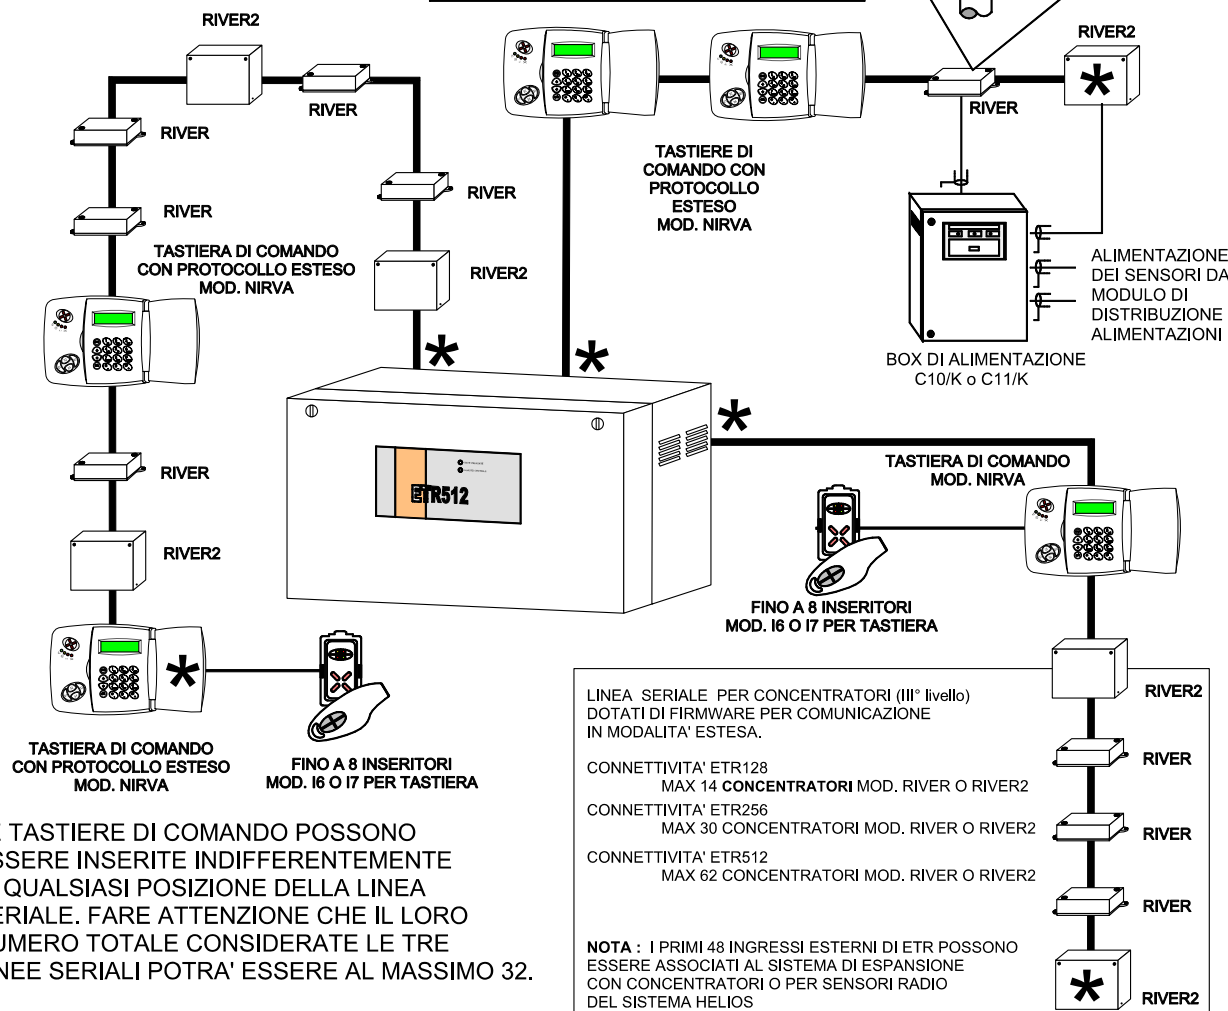 RIVER2
RIVER
RIVER
RIVER
RIVER
RIVER2
TASTIERA DI COMANDO
CON PROTOCOLLO ESTESO
MOD. NIRVA
RIVER
RIVER2
TASTIERA DI COMANDO
CON PROTOCOLLO ESTESO
MOD. NIRVA
FINO A 8 INSERITORI
MOD. I6 O I7 PER TASTIERA
TASTIERE DI
COMANDO CON
PROTOCOLLO
ESTESO
MOD. NIRVA
RIVER2
RIVER
ALIMENTAZIONE
DEI SENSORI DA
MODULO DI
DISTRIBUZIONE
ALIMENTAZIONI
BOX DI ALIMENTAZIONE
C10/K o C11/K
ETR512
TASTIERA DI COMANDO
MOD. NIRVA
FINO A 8 INSERITORI
MOD. I6 O I7 PER TASTIERA
RIVER2
RIVER
RIVER
RIVER
RIVER2
LINEA SERIALE PER CONCENTRATORI (III° livello)
DOTATI DI FIRMWARE PER COMUNICAZIONE
IN MODALITA' ESTESA.
CONNETTIVITA' ETR128
MAX 14 CONCENTRATORI MOD. RIVER O RIVER2
CONNETTIVITA' ETR256
MAX 30 CONCENTRATORI MOD. RIVER O RIVER2
CONNETTIVITA' ETR512
MAX 62 CONCENTRATORI MOD. RIVER O RIVER2
NOTA : I PRIMI 48 INGRESSI ESTERNI DI ETR POSSONO
ESSERE ASSOCIATI AL SISTEMA DI ESPANSIONE
CON CONCENTRATORI O PER SENSORI RADIO
DEL SISTEMA HELIOS
E TASTIERE DI COMANDO POSSONO
SSERE INSERITE INDIFFERENTEMENTE
QUALSIASI POSIZIONE DELLA LINEA
ERIALE. FARE ATTENZIONE CHE IL LORO
UMERO TOTALE CONSIDERATE LE TRE
NEE SERIALI POTRA' ESSERE AL MASSIMO 32.